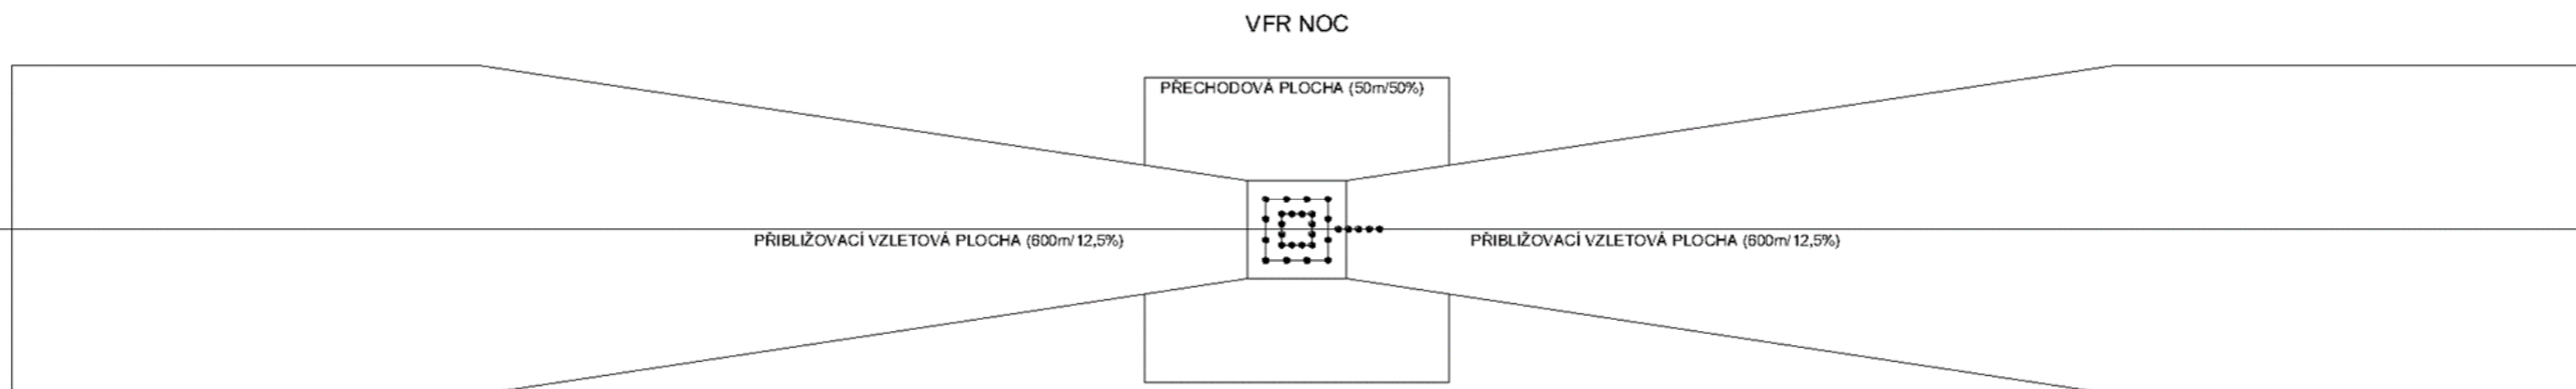 VFR NOC
PŘECHODOVÁ PLOCHA (50m/50%)
PŘIBLIŽOVACÍ VZLETOVÁ PLOCHA (600m/12,5%)
PŘIBLIŽOVACÍ VZLETOVÁ PLOCHA (600m/12,5%)